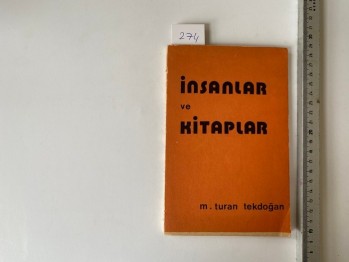 274
İNSANLAR
ve
KİTAPLAR
m. turan tekdoğan